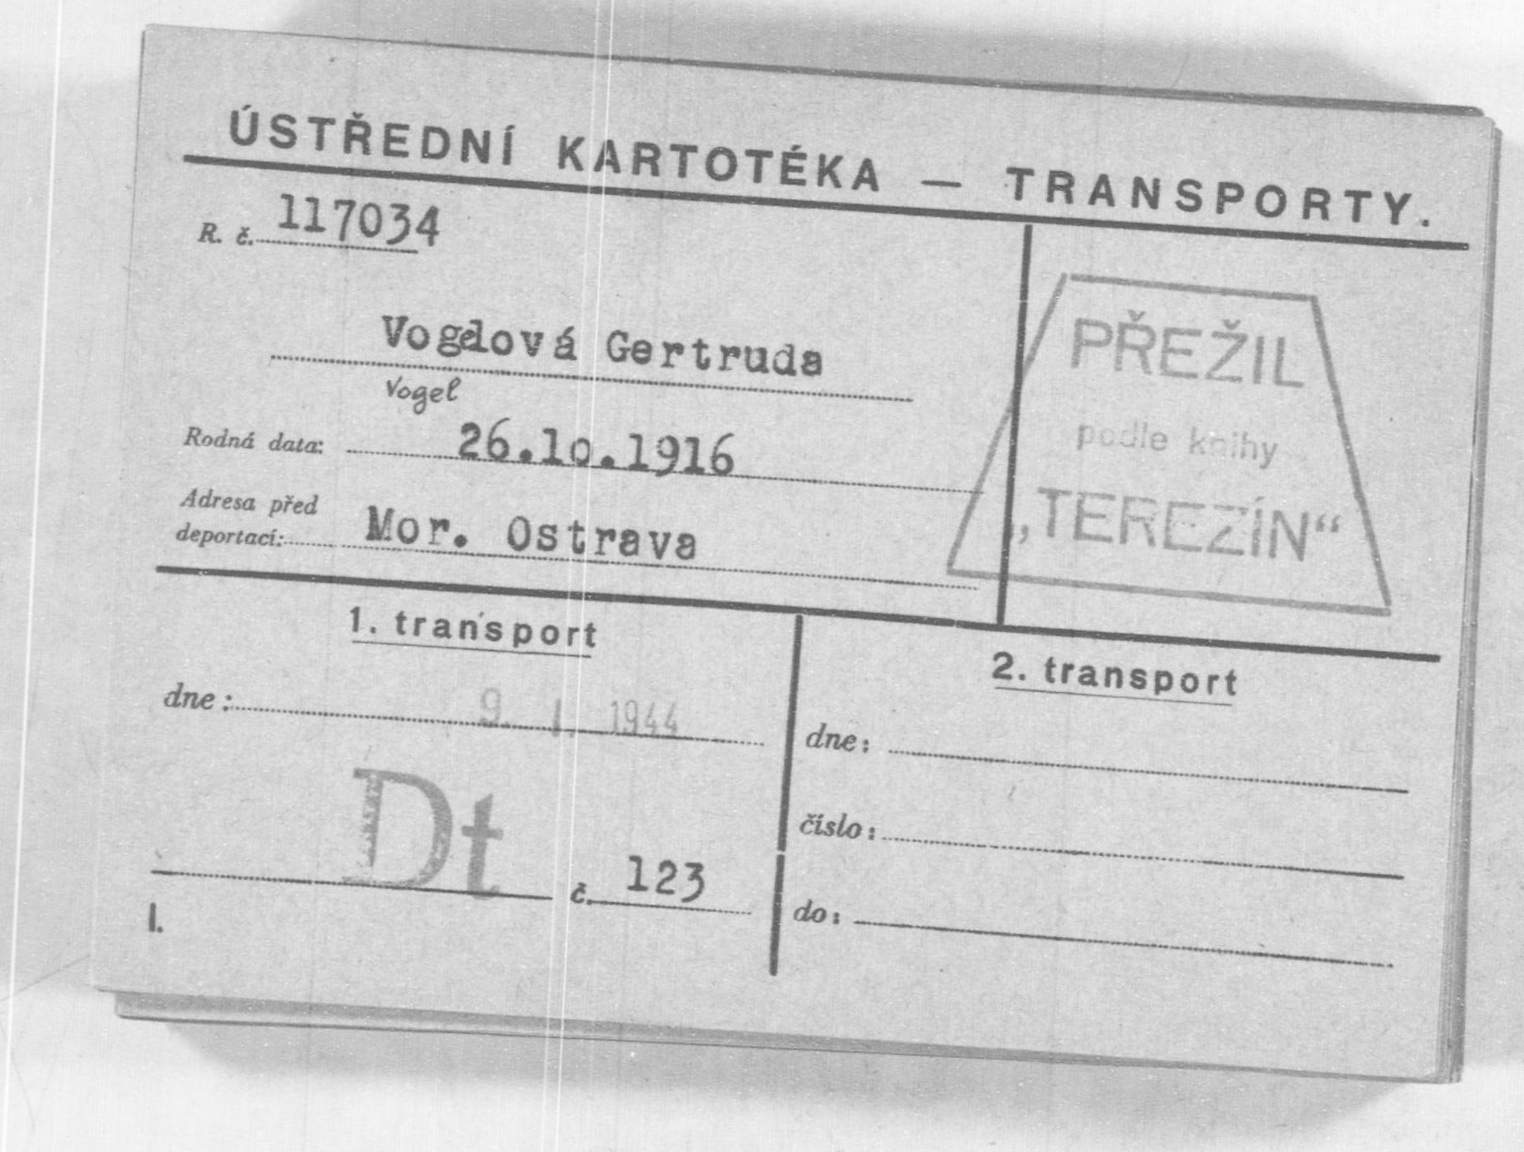 ÚSTŘEDNÍ KARTOTÉKA — TRANSPORTY.
R. č. 117034
Vogelová Gertruda
Vogel
Rodná data: 26.10.1916
Adresa před
deportací: Mor. Ostrava
PŘEŽIL
podle knihy
„TEREZÍN“
1. transport
dne: 9. I. 1944
Dt č. 123
I.
2. transport
dne:
číslo:
do: